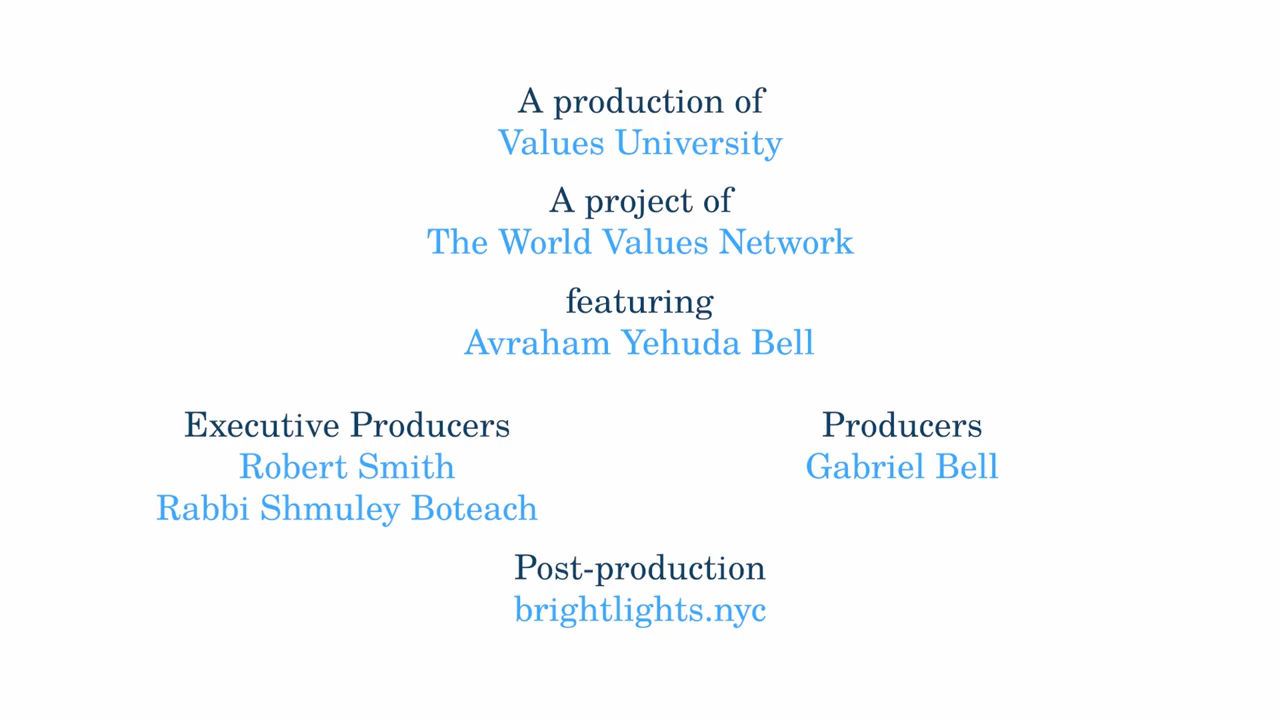 A production of
Values University
A project of
The World Values Network
featuring
Avraham Yehuda Bell
Executive Producers
Robert Smith
Rabbi Shmuley Boteach
Producers
Gabriel Bell
Post-production
brightlights.nyc